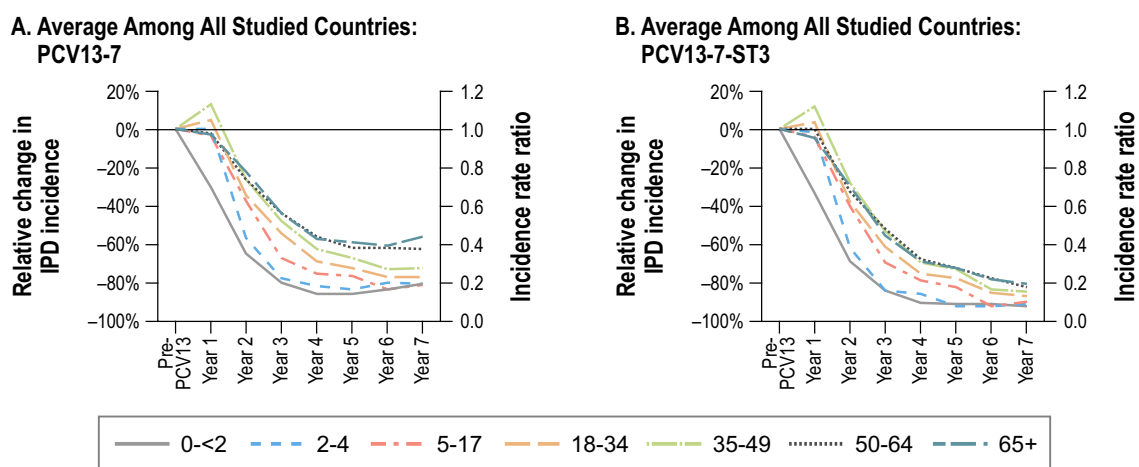 A. Average Among All Studied Countries:
PCV13-7
Relative change in
IPD incidence
20%
0%
–20%
–40%
–60%
–80%
–100%
1.2
1.0
0.8
0.6
0.4
0.2
0.0
Incidence rate ratio
Pre-
PCV13
Year 1
Year 2
Year 3
Year 4
Year 5
Year 6
Year 7
B. Average Among All Studied Countries:
PCV13-7-ST3
Relative change in
IPD incidence
20%
0%
–20%
–40%
–60%
–80%
–100%
1.2
1.0
0.8
0.6
0.4
0.2
0.0
Incidence rate ratio
Pre-
PCV13
Year 1
Year 2
Year 3
Year 4
Year 5
Year 6
Year 7
0-<2 2-4 5-17 18-34 35-49 50-64 65+